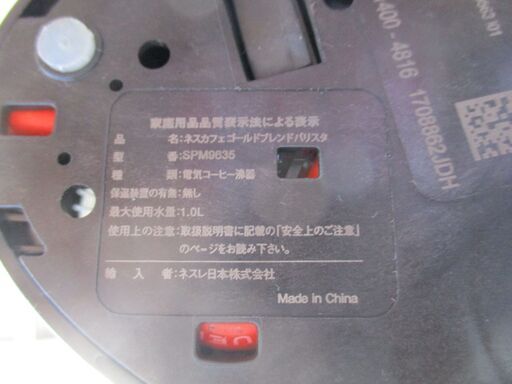 家庭用品品質表示法による表示
品名:ネスカフェゴールドブレンドバリスタ
型番:SPM9635
種類:電気コーヒー沸器
保温装置の有無:無し
最大使用水量:1.0L
使用上の注意:取扱説明書に記載の「安全上のご注意」
のページをお読み下さい。
輸入者:ネスレ日本株式会社
Made in China
400 - 4816 1708862JDH